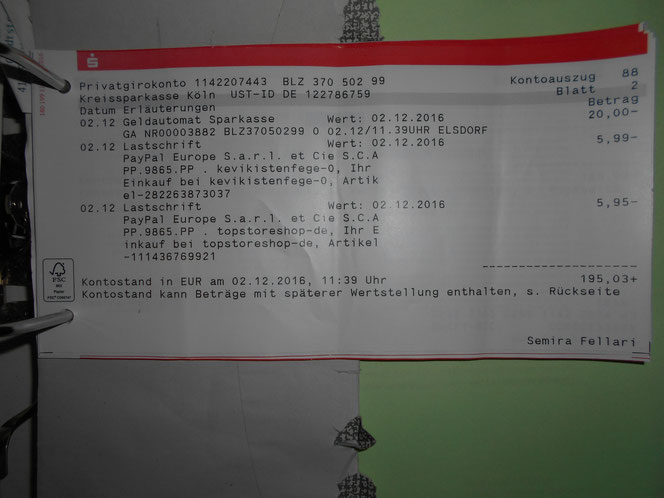 Privatgirokonto 1142207443 BLZ 370 502 99 Kontoauszug 88
Kreissparkasse Köln UST-ID DE 122786759 Blatt 2
Datum Erläuterungen Betrag
02.12 Geldautomat Sparkasse Wert: 02.12.2016 20,00-
GA NR00003882 BLZ37050299 0 02.12/11.39UHR ELSDORF
02.12 Lastschrift Wert: 02.12.2016 5,99-
PayPal Europe S.a.r.l. et Cie S.C.A
PP.9865.PP . kevikistenfege-0, Ihr
Einkauf bei kevikistenfege-0, Artik
el-282263873037
02.12 Lastschrift Wert: 02.12.2016 5,95-
PayPal Europe S.a.r.l. et Cie S.C.A
PP.9865.PP . topstoreshop-de, Ihr E
inkauf bei topstoreshop-de, Artikel
-111436769921
Kontostand in EUR am 02.12.2016, 11:39 Uhr 195,03+
Kontostand kann Beträge mit späterer Wertstellung enthalten, s. Rückseite
Semira Fellari
FSC